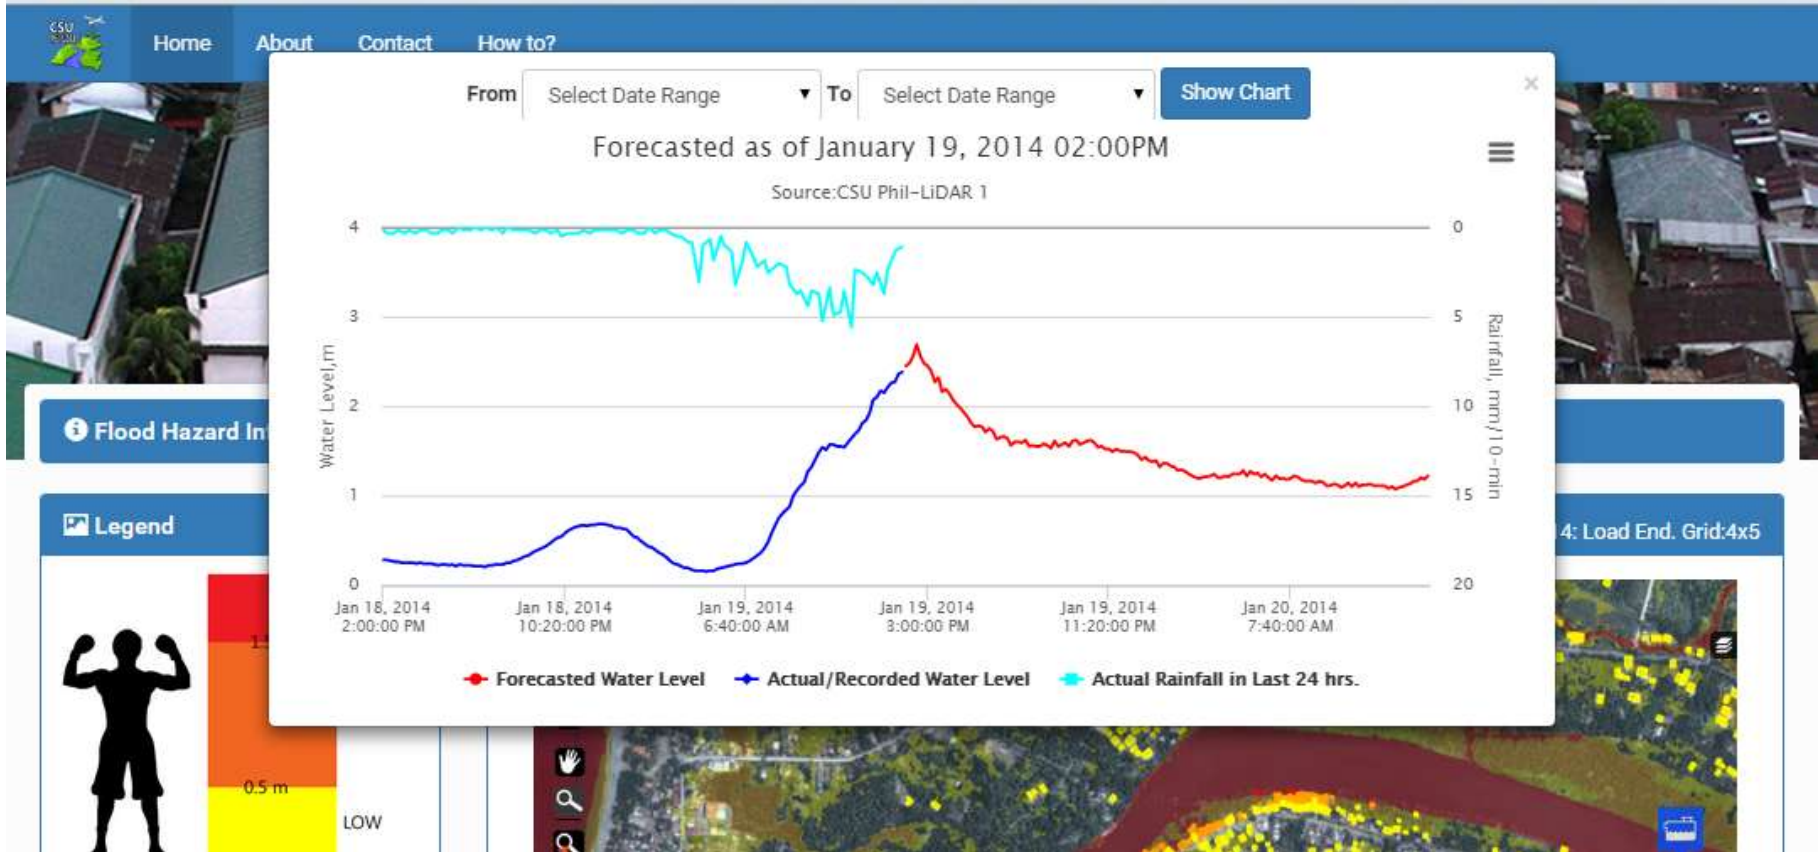 CSU
Home About Contact How to?
From Select Date Range To Select Date Range Show Chart ×
Forecasted as of January 19, 2014 02:00PM
Source:CSU Phil-LiDAR 1
4 0
3 5
2 10
1 15
0 20
Water Level,m
Rainfall, mm/10-min
Jan 18, 2014 Jan 18, 2014 Jan 19, 2014 Jan 19, 2014 Jan 19, 2014 Jan 20, 2014
2:00:00 PM 10:20:00 PM 6:40:00 AM 3:00:00 PM 11:20:00 PM 7:40:00 AM
Forecasted Water Level Actual/Recorded Water Level Actual Rainfall in Last 24 hrs.
Flood Hazard In
Legend
14: Load End. Grid:4x5
1.5
0.5 m
LOW